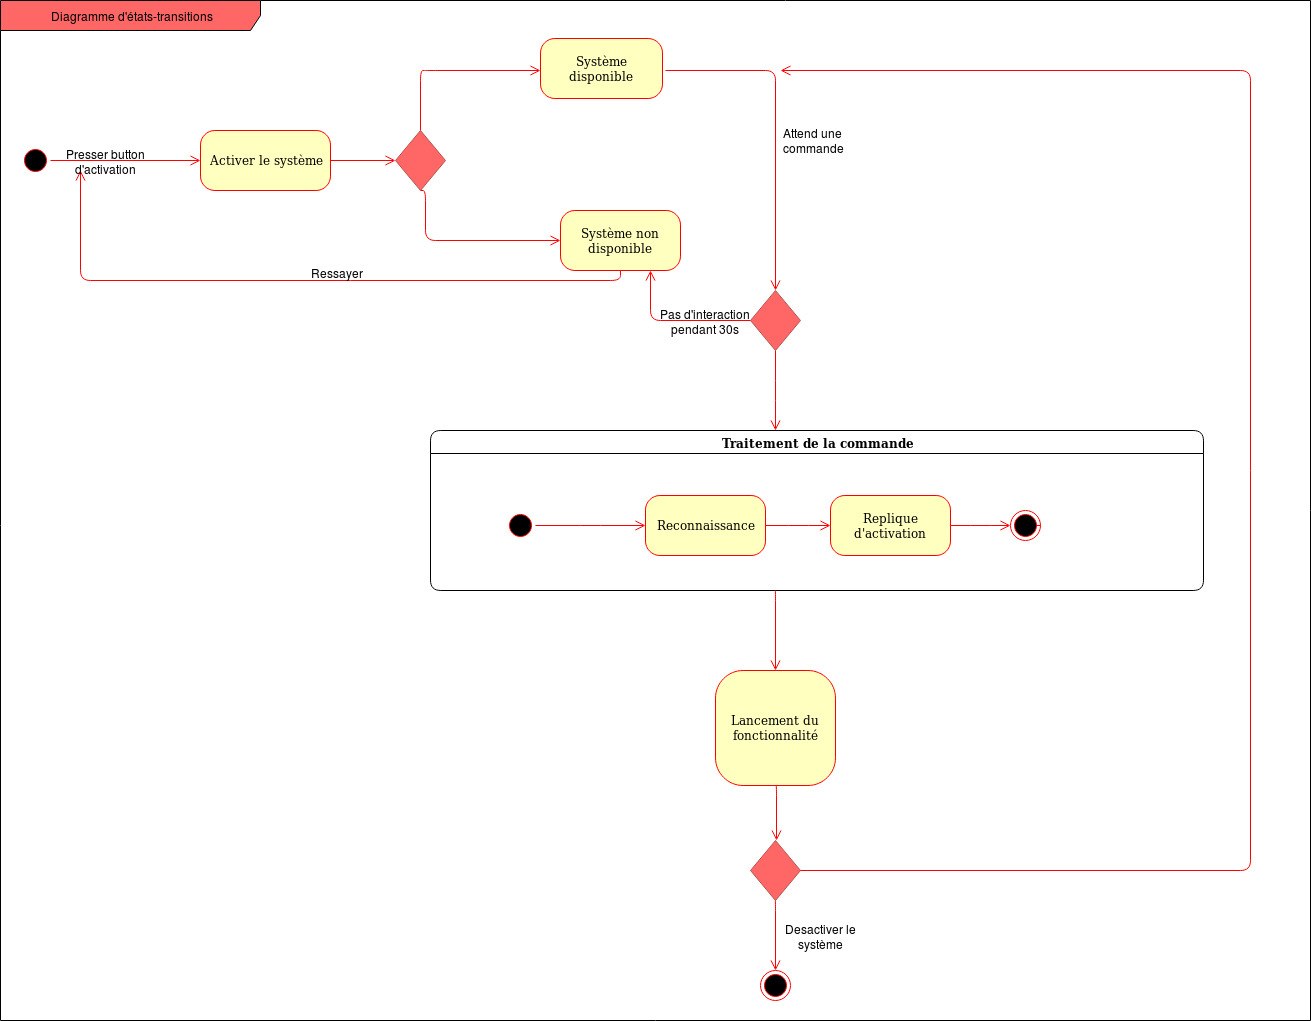 Diagramme d'états-transitions
Système
disponible
Attend une
commande
Presser button
d'activation
Activer le système
Système non
disponible
Ressayer
Pas d'interaction
pendant 30s
Traitement de la commande
Reconnaissance
Replique
d'activation
Lancement du
fonctionnalité
Desactiver le
système